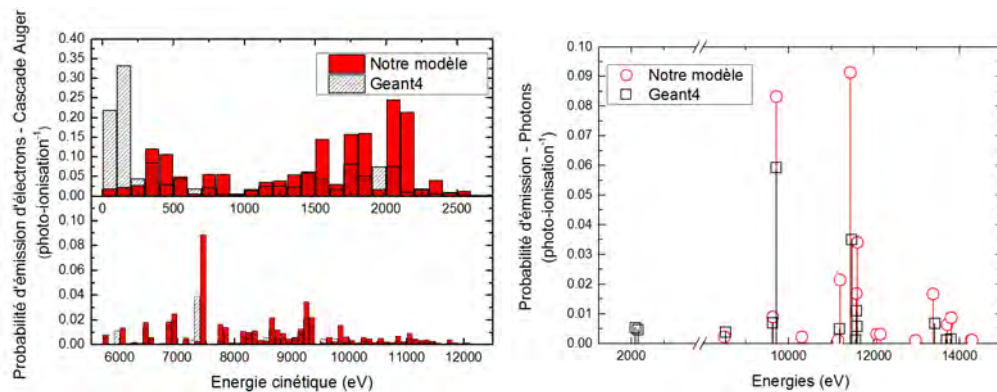 Probabilité d'émission d'électrons - Cascade Auger
(photo-ionisation⁻¹)
0.40
0.35
0.30
0.25
0.20
0.15
0.10
0.05
0.00
Notre modèle
Geant4
0 500 1000 1500 2000 2500
0.10
0.08
0.06
0.04
0.02
0.00
6000 7000 8000 9000 10000 11000 12000
Energie cinétique (eV)
Probabilité d'émission - Photons
(photo-ionisation⁻¹)
0.10
0.09
0.08
0.07
0.06
0.05
0.04
0.03
0.02
0.01
0.00
Notre modèle
Geant4
2000 10000 12000 14000
Energies (eV)